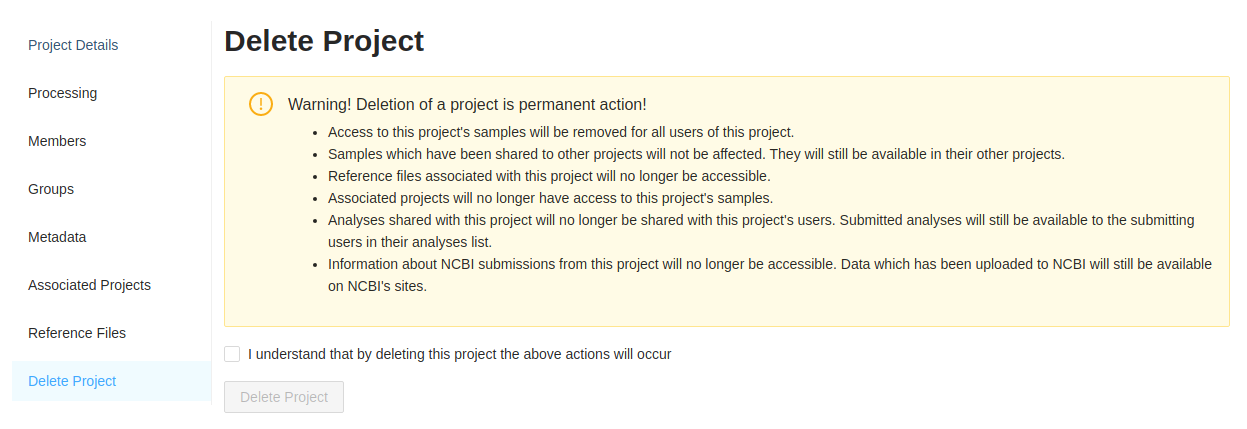 Project Details
Processing
Members
Groups
Metadata
Associated Projects
Reference Files
Delete Project
Delete Project
Warning! Deletion of a project is permanent action!
Access to this project's samples will be removed for all users of this project.
Samples which have been shared to other projects will not be affected. They will still be available in their other projects.
Reference files associated with this project will no longer be accessible.
Associated projects will no longer have access to this project's samples.
Analyses shared with this project will no longer be shared with this project's users. Submitted analyses will still be available to the submitting
users in their analyses list.
Information about NCBI submissions from this project will no longer be accessible. Data which has been uploaded to NCBI will still be available
on NCBI's sites.
I understand that by deleting this project the above actions will occur
Delete Project